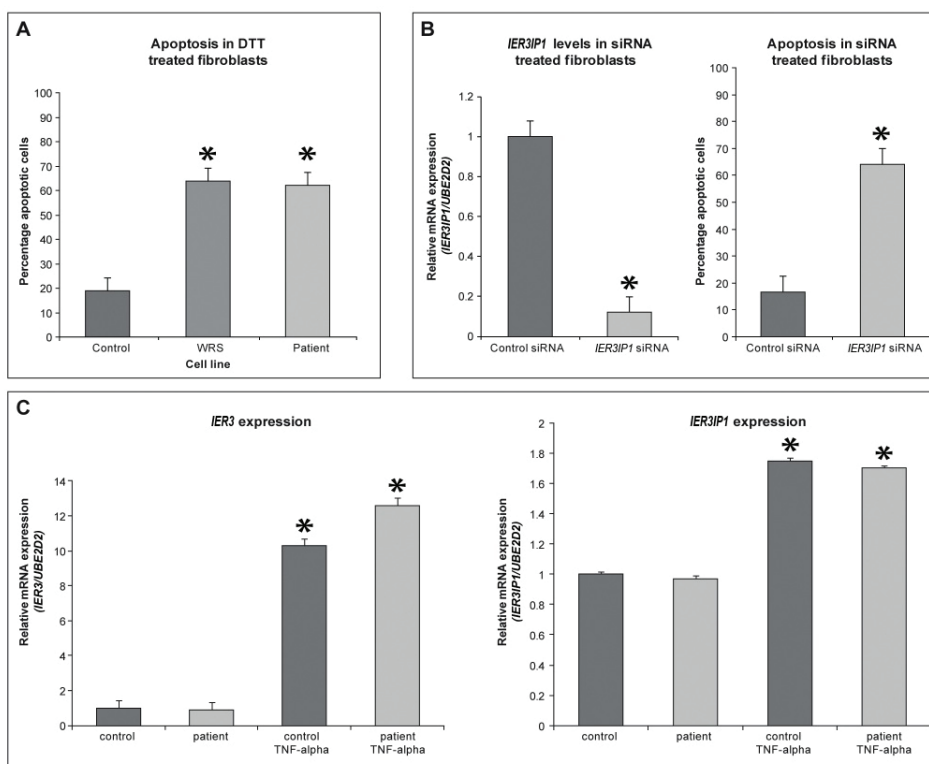 A
Apoptosis in DTT
treated fibroblasts
Percentage apoptotic cells
100
90
80
70
60
50
40
30
20
10
0
*
*
Control
WRS
Patient
Cell line
B
IER3IP1 levels in siRNA
treated fibroblasts
Relative mRNA expression
(IER3IP1/UBE2D2)
1.2
1
0.8
0.6
0.4
0.2
0
*
Control siRNA
IER3IP1 siRNA
Apoptosis in siRNA
treated fibroblasts
Percentage apoptotic cells
100
90
80
70
60
50
40
30
20
10
0
*
Control siRNA
IER3IP1 siRNA
C
IER3 expression
Relative mRNA expression
(IER3/UBE2D2)
14
12
10
8
6
4
2
0
*
*
control
patient
control
TNF-alpha
patient
TNF-alpha
IER3IP1 expression
Relative mRNA expression
(IER3IP1/UBE2D2)
2
1.8
1.6
1.4
1.2
1
0.8
0.6
0.4
0.2
0
*
*
control
patient
control
TNF-alpha
patient
TNF-alpha